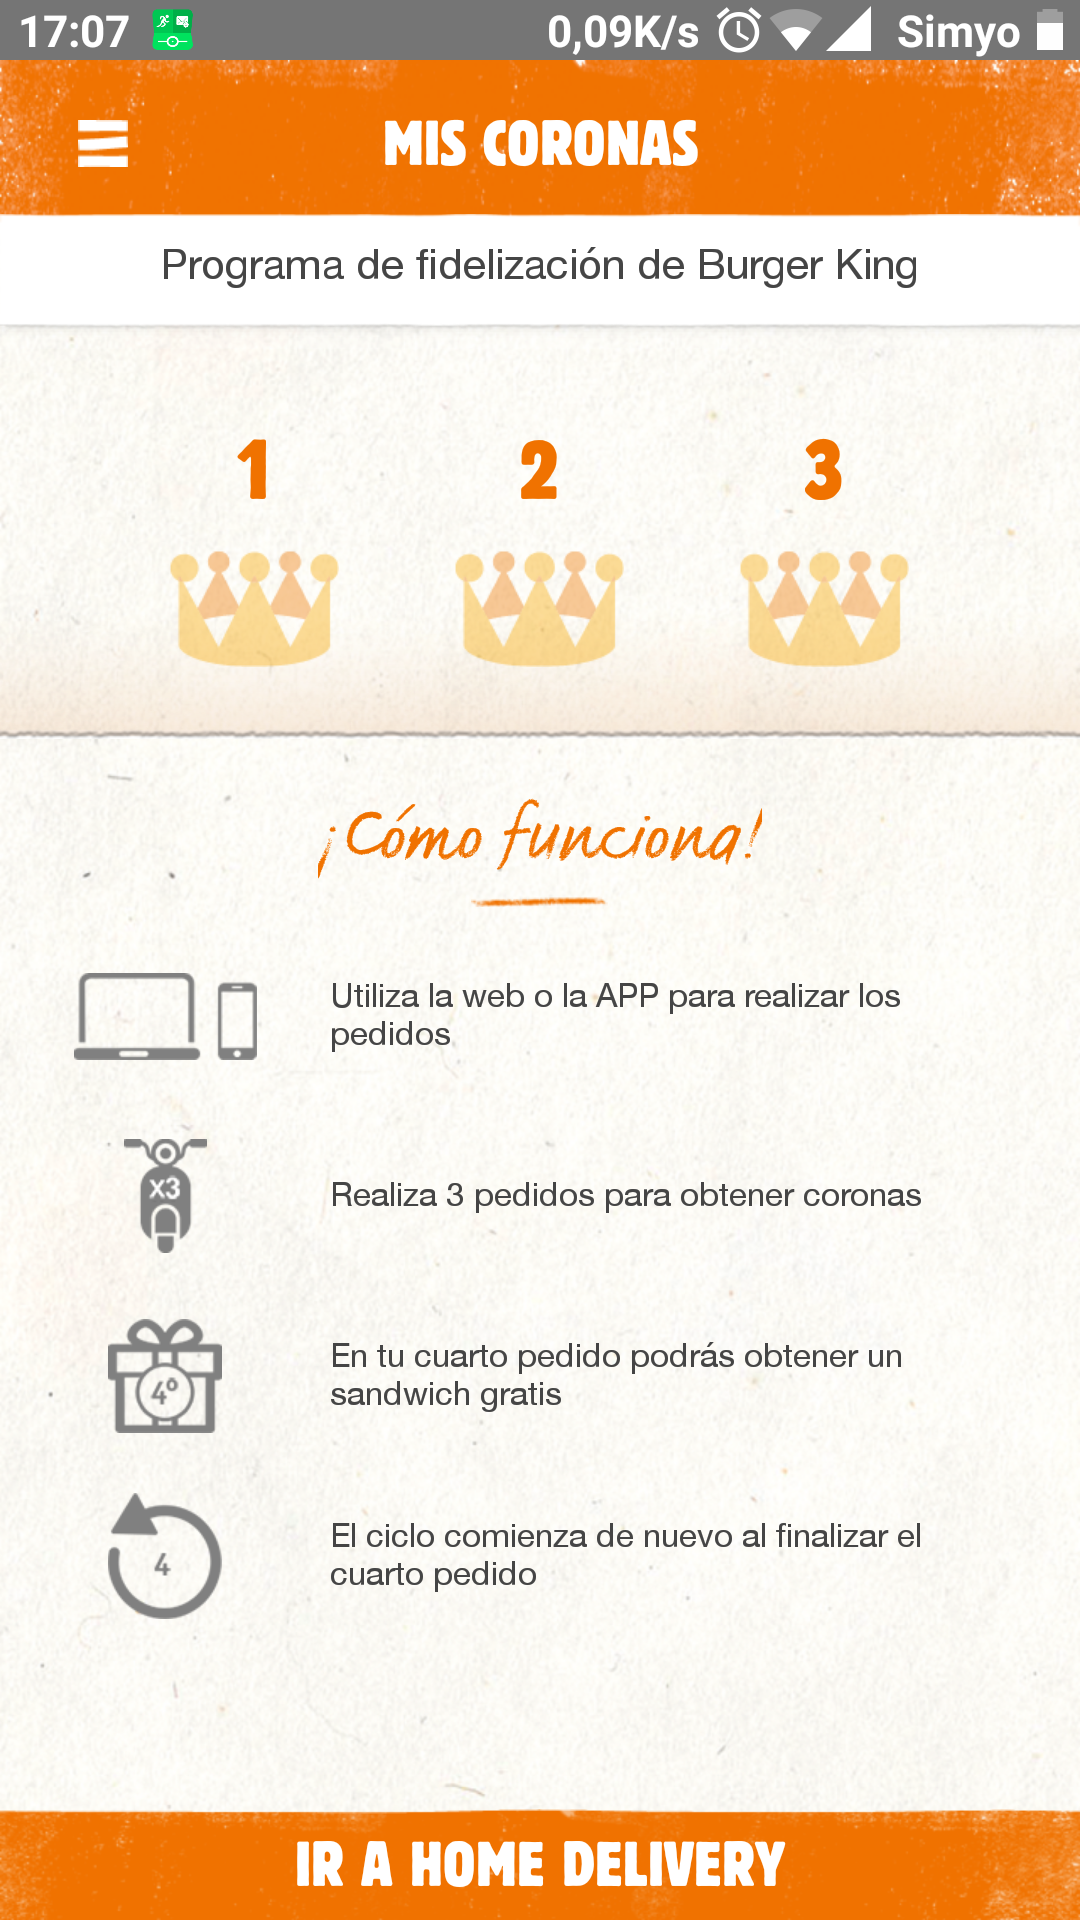 17:07 0,09K/s Simyo
MIS CORONAS
Programa de fidelización de Burger King
1 2 3
¡Cómo funciona!
Utiliza la web o la APP para realizar los
pedidos
X3
Realiza 3 pedidos para obtener coronas
4º
En tu cuarto pedido podrás obtener un
sandwich gratis
4
El ciclo comienza de nuevo al finalizar el
cuarto pedido
IR A HOME DELIVERY